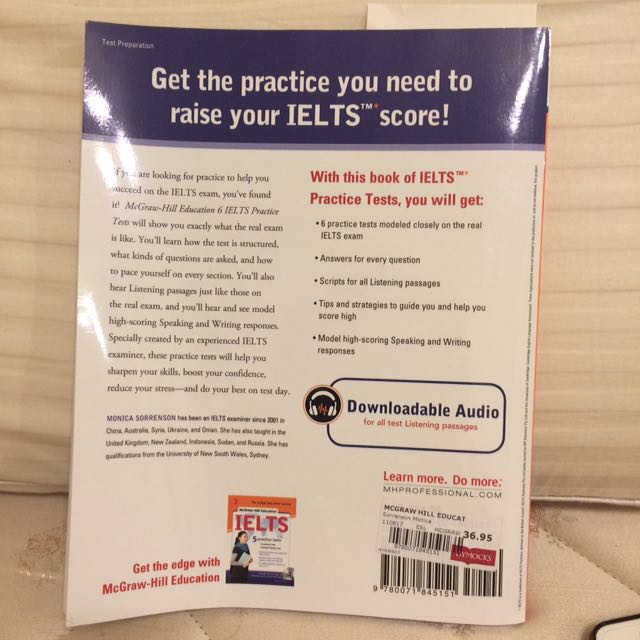 Test Preparation
Get the practice you need to
raise your IELTS™* score!
If you are looking for practice to help you
succeed on the IELTS exam, you've found
it! McGraw-Hill Education 6 IELTS Practice
Tests will show you exactly what the real exam
is like. You'll learn how the test is structured,
what kinds of questions are asked, and how
to pace yourself on every section. You'll also
hear Listening passages just like those on
the real exam, and you'll hear and see model
high-scoring Speaking and Writing responses.
Specially created by an experienced IELTS
examiner, these practice tests will help you
sharpen your skills, boost your confidence,
reduce your stress—and do your best on test day.
MONICA SORRENSON has been an IELTS examiner since 2001 in
China, Australia, Syria, Ukraine, and Oman. She has also taught in the
United Kingdom, New Zealand, Indonesia, Sudan, and Russia. She has
qualifications from the University of New South Wales, Sydney.
With this book of IELTS™*
Practice Tests, you will get:
• 6 practice tests modeled closely on the real
IELTS exam
• Answers for every question
• Scripts for all Listening passages
• Tips and strategies to guide you and help you
score high
• Model high-scoring Speaking and Writing
responses
Downloadable Audio
for all test Listening passages
Learn more. Do more.
MHPROFESSIONAL.COM
Get the edge with
McGraw-Hill Education
McGraw-Hill Education
IELTS
5 practice tests
MCGRAW HILL EDUCAT
Sorrenson Monica
110817 ESL MCGRAW
36.95
9780071845151
DYMOCKS
9 780071 845151